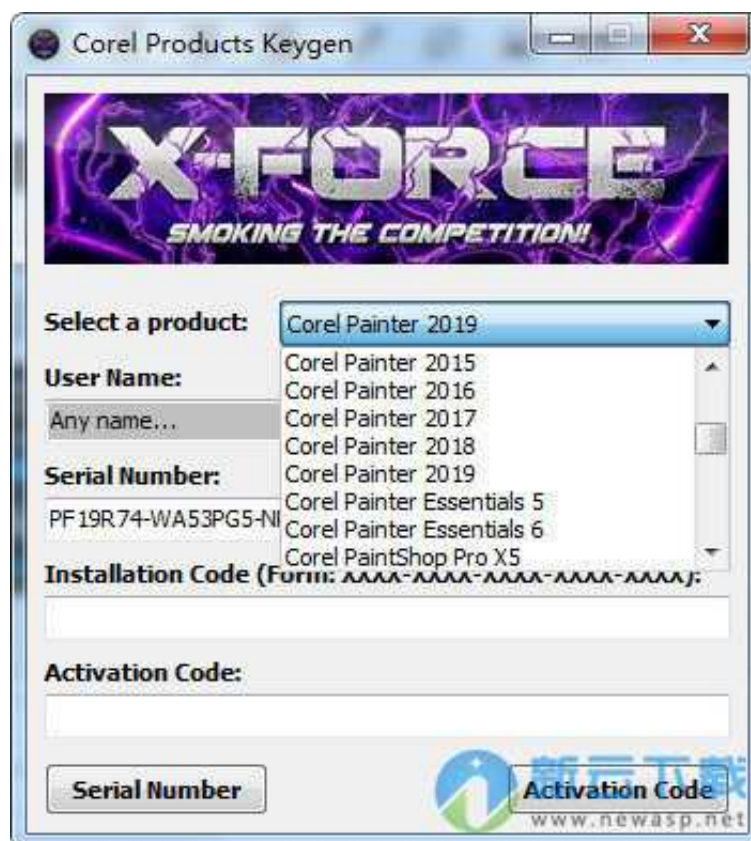 Corel Products Keygen
X-FORCE
SMOKING THE COMPETITION!
Select a product:
Corel Painter 2019
Corel Painter 2015
Corel Painter 2016
Corel Painter 2017
Corel Painter 2018
Corel Painter 2019
Corel Painter Essentials 5
Corel Painter Essentials 6
Corel PaintShop Pro X5
User Name:
Any name...
Serial Number:
PF19R74-WA53PG5-
Installation Code (Form: XXXX-XXXX-XXXX-XXXX-XXXX):
Activation Code:
Serial Number
Activation Code
新云下载
www.newasp.net